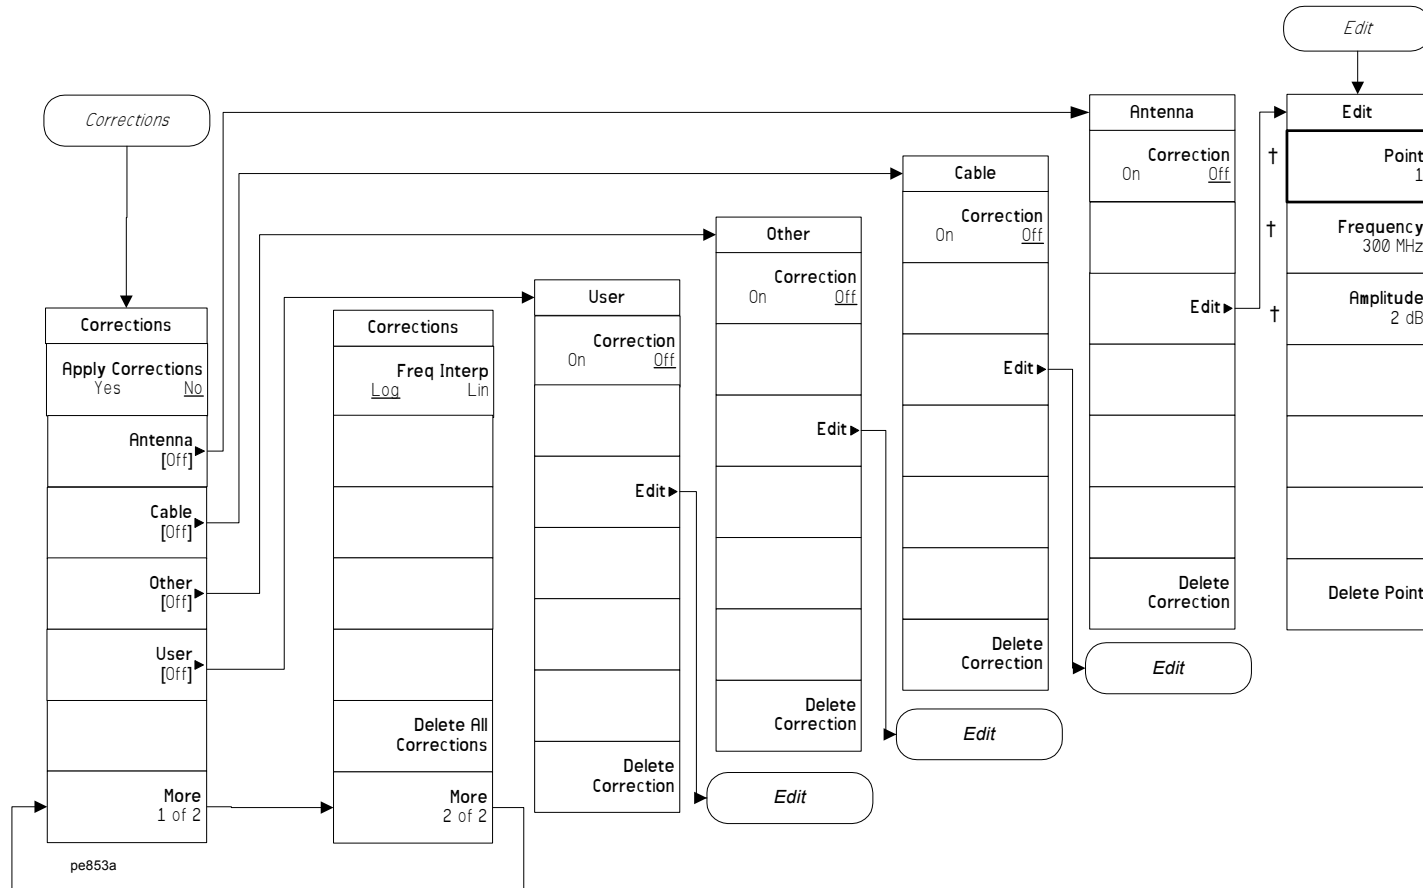 Edit
Corrections
Corrections
Apply Corrections
Yes No
Antenna
[Off]
Cable
[Off]
Other
[Off]
User
[Off]
More
1 of 2
pe853a
Corrections
Freq Interp
Log Lin
Delete All
Corrections
More
2 of 2
User
Correction
On Off
Edit
Delete
Correction
Edit
Other
Correction
On Off
Edit
Delete
Correction
Edit
Cable
Correction
On Off
Edit
Delete
Correction
Edit
Antenna
Correction
On Off
Edit
Delete
Correction
Edit
† Point
1
† Frequency
300 MHz
† Amplitude
2 dB
Delete Point